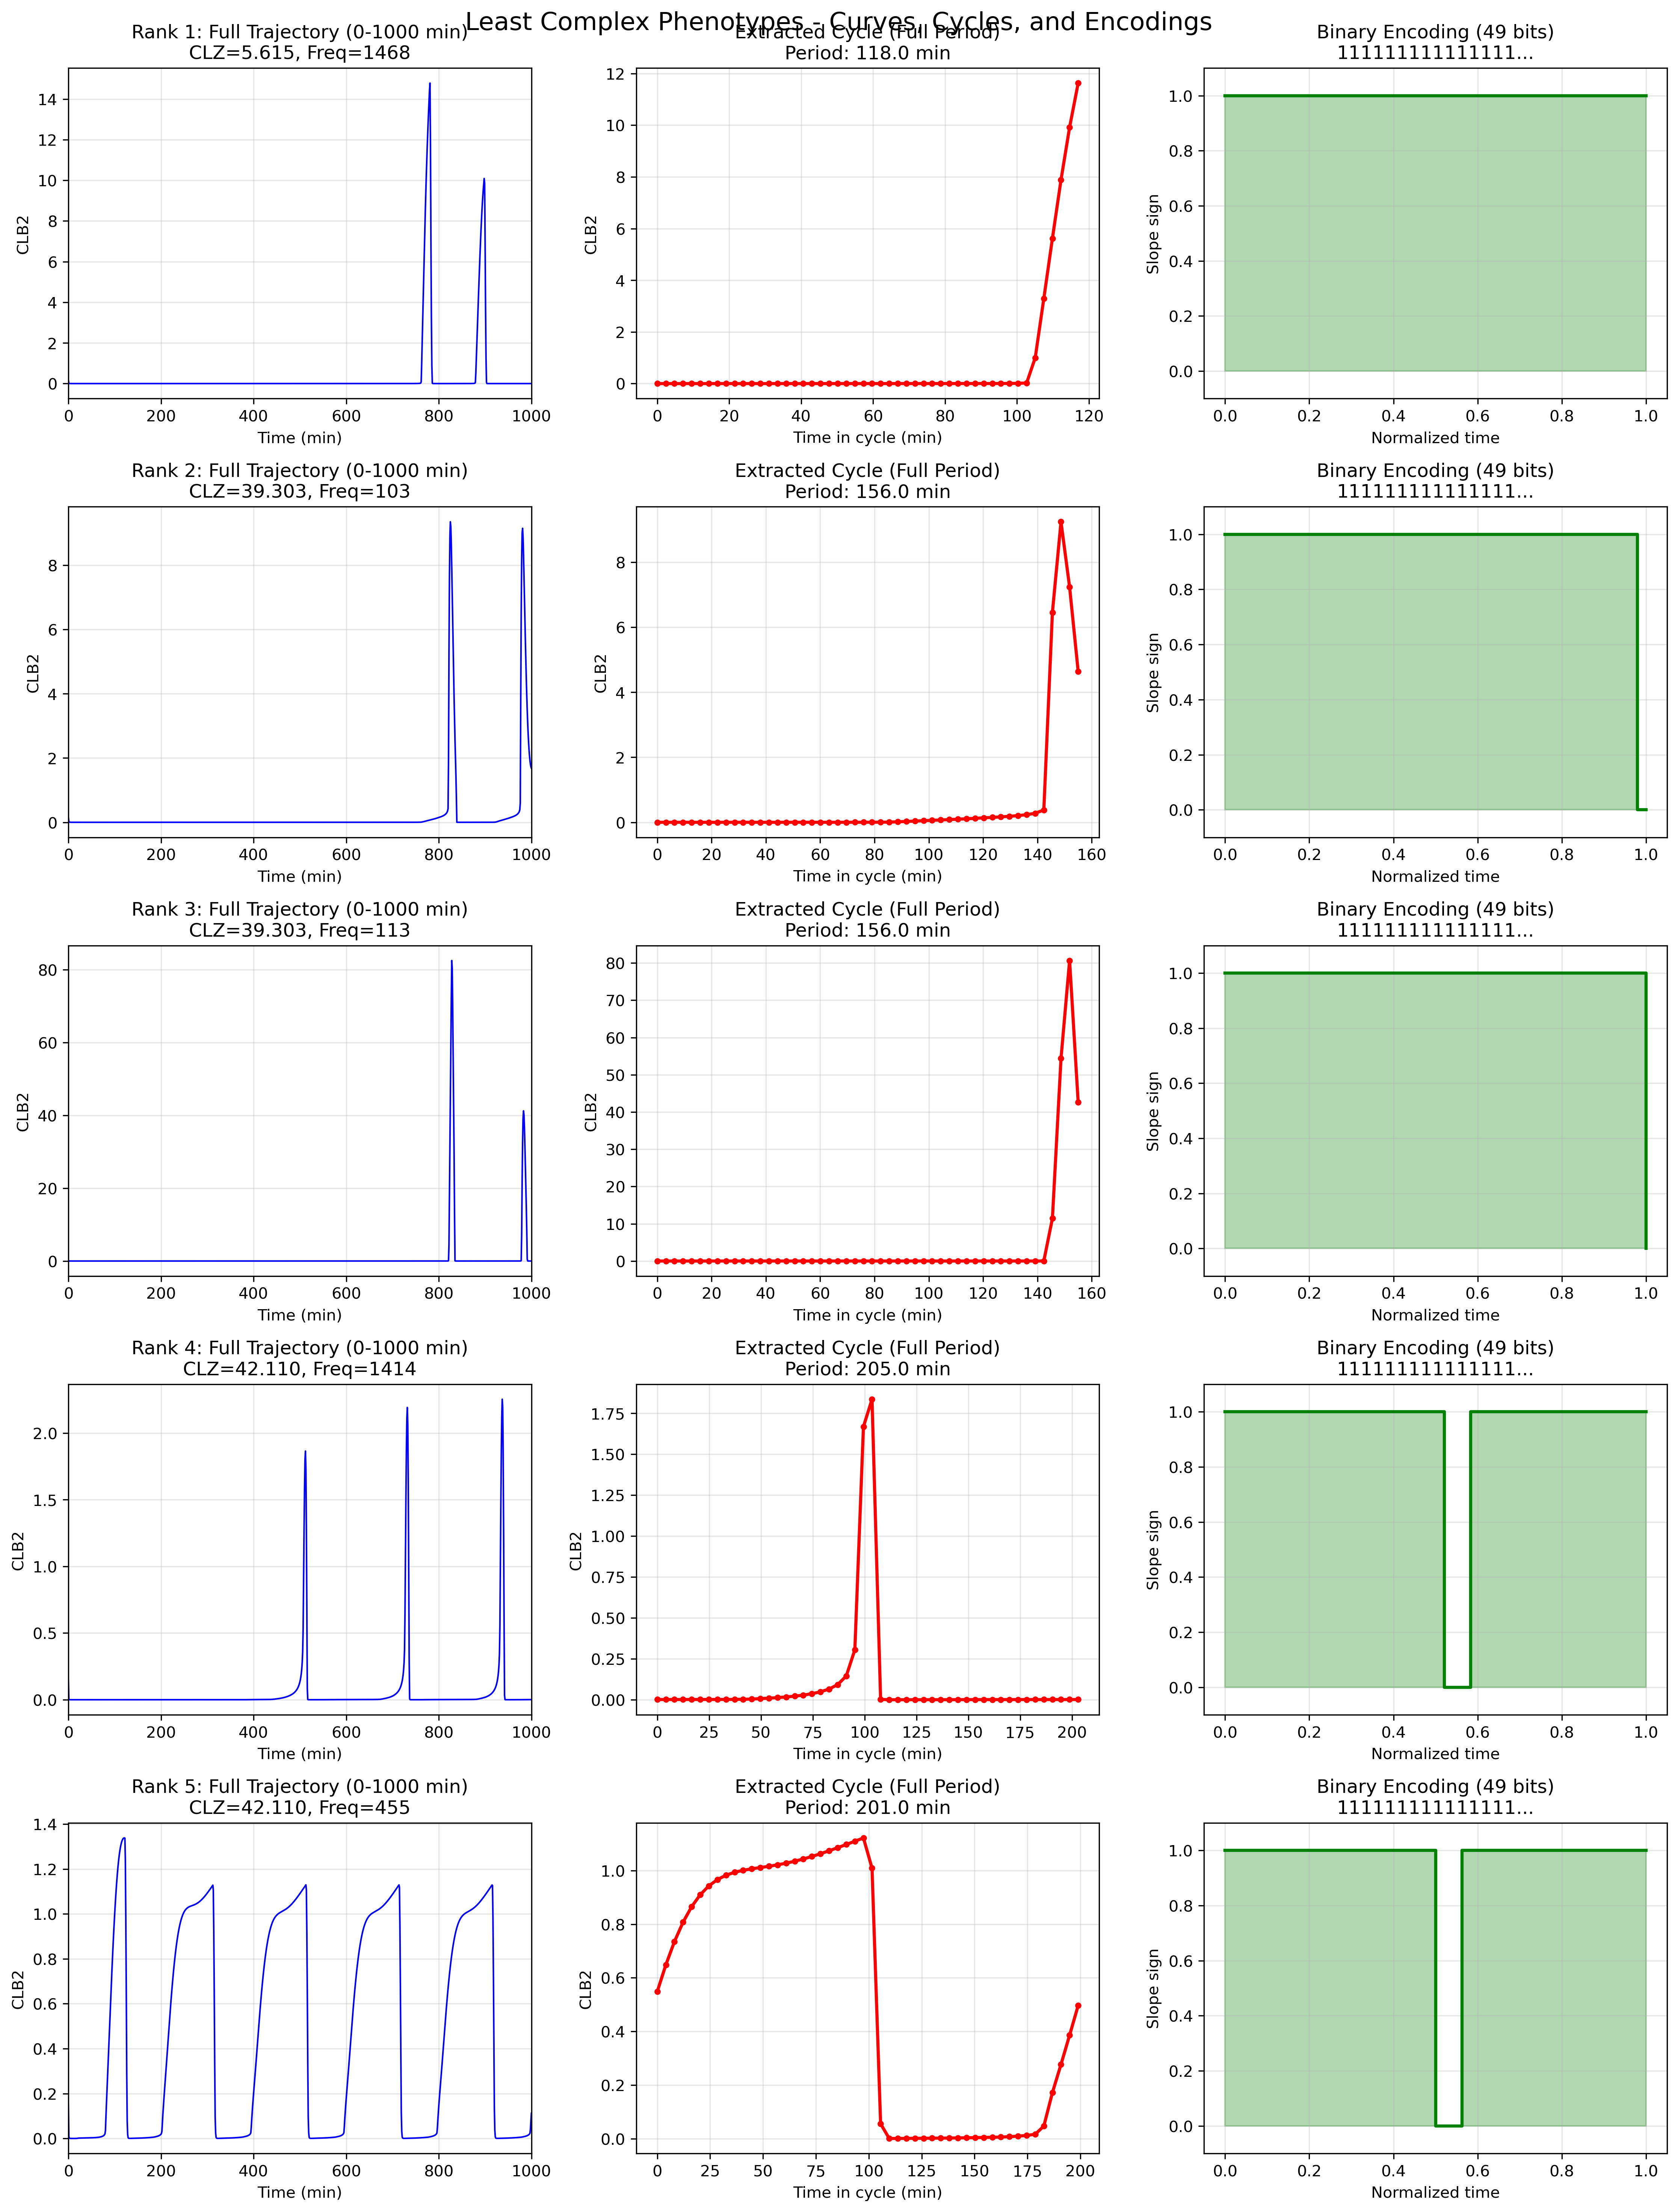 Least Complex Phenotypes - Curves, Cycles, and Encodings
Rank 1: Full Trajectory (0-1000 min)
CLZ=5.615, Freq=1468
14
12
10
8
6
4
2
0
CLB2
0 200 400 600 800 1000
Time (min)
Extracted Cycle (Full Period)
Period: 118.0 min
12
10
8
6
4
2
0
CLB2
0 20 40 60 80 100 120
Time in cycle (min)
Binary Encoding (49 bits)
111111111111111...
1.0
0.8
0.6
0.4
0.2
0.0
Slope sign
0.0 0.2 0.4 0.6 0.8 1.0
Normalized time
Rank 2: Full Trajectory (0-1000 min)
CLZ=39.303, Freq=103
8
6
4
2
0
CLB2
0 200 400 600 800 1000
Time (min)
Extracted Cycle (Full Period)
Period: 156.0 min
8
6
4
2
0
CLB2
0 20 40 60 80 100 120 140 160
Time in cycle (min)
Binary Encoding (49 bits)
111111111111111...
1.0
0.8
0.6
0.4
0.2
0.0
Slope sign
0.0 0.2 0.4 0.6 0.8 1.0
Normalized time
Rank 3: Full Trajectory (0-1000 min)
CLZ=39.303, Freq=113
80
60
40
20
0
CLB2
0 200 400 600 800 1000
Time (min)
Extracted Cycle (Full Period)
Period: 156.0 min
80
70
60
50
40
30
20
10
0
CLB2
0 20 40 60 80 100 120 140 160
Time in cycle (min)
Binary Encoding (49 bits)
111111111111111...
1.0
0.8
0.6
0.4
0.2
0.0
Slope sign
0.0 0.2 0.4 0.6 0.8 1.0
Normalized time
Rank 4: Full Trajectory (0-1000 min)
CLZ=42.110, Freq=1414
2.0
1.5
1.0
0.5
0.0
CLB2
0 200 400 600 800 1000
Time (min)
Extracted Cycle (Full Period)
Period: 205.0 min
1.75
1.50
1.25
1.00
0.75
0.50
0.25
0.00
CLB2
0 25 50 75 100 125 150 175 200
Time in cycle (min)
Binary Encoding (49 bits)
111111111111111...
1.0
0.8
0.6
0.4
0.2
0.0
Slope sign
0.0 0.2 0.4 0.6 0.8 1.0
Normalized time
Rank 5: Full Trajectory (0-1000 min)
CLZ=42.110, Freq=455
1.4
1.2
1.0
0.8
0.6
0.4
0.2
0.0
CLB2
0 200 400 600 800 1000
Time (min)
Extracted Cycle (Full Period)
Period: 201.0 min
1.0
0.8
0.6
0.4
0.2
0.0
CLB2
0 25 50 75 100 125 150 175 200
Time in cycle (min)
Binary Encoding (49 bits)
111111111111111...
1.0
0.8
0.6
0.4
0.2
0.0
Slope sign
0.0 0.2 0.4 0.6 0.8 1.0
Normalized time